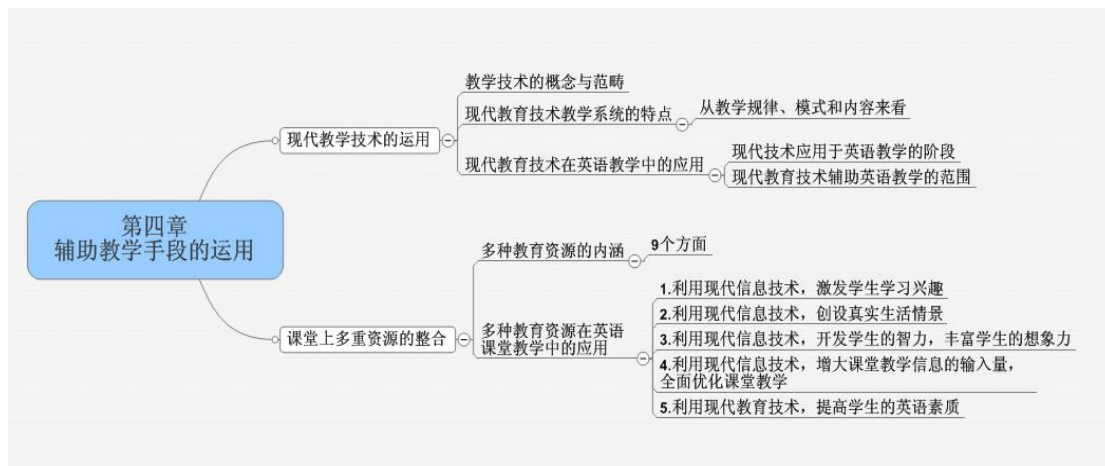 第四章
辅助教学手段的运用
现代教学技术的运用
教学技术的概念与范畴
现代教育技术教学系统的特点
从教学规律、模式和内容来看
现代教育技术在英语教学中的应用
现代技术应用于英语教学的阶段
现代教育技术辅助英语教学的范围
课堂上多重资源的整合
多种教育资源的内涵
9个方面
多种教育资源在英语
课堂教学中的应用
1.利用现代信息技术，激发学生学习兴趣
2.利用现代信息技术，创设真实生活情景
3.利用现代信息技术，开发学生的智力，丰富学生的想象力
4.利用现代信息技术，增大课堂教学信息的输入量，
全面优化课堂教学
5.利用现代教育技术，提高学生的英语素质